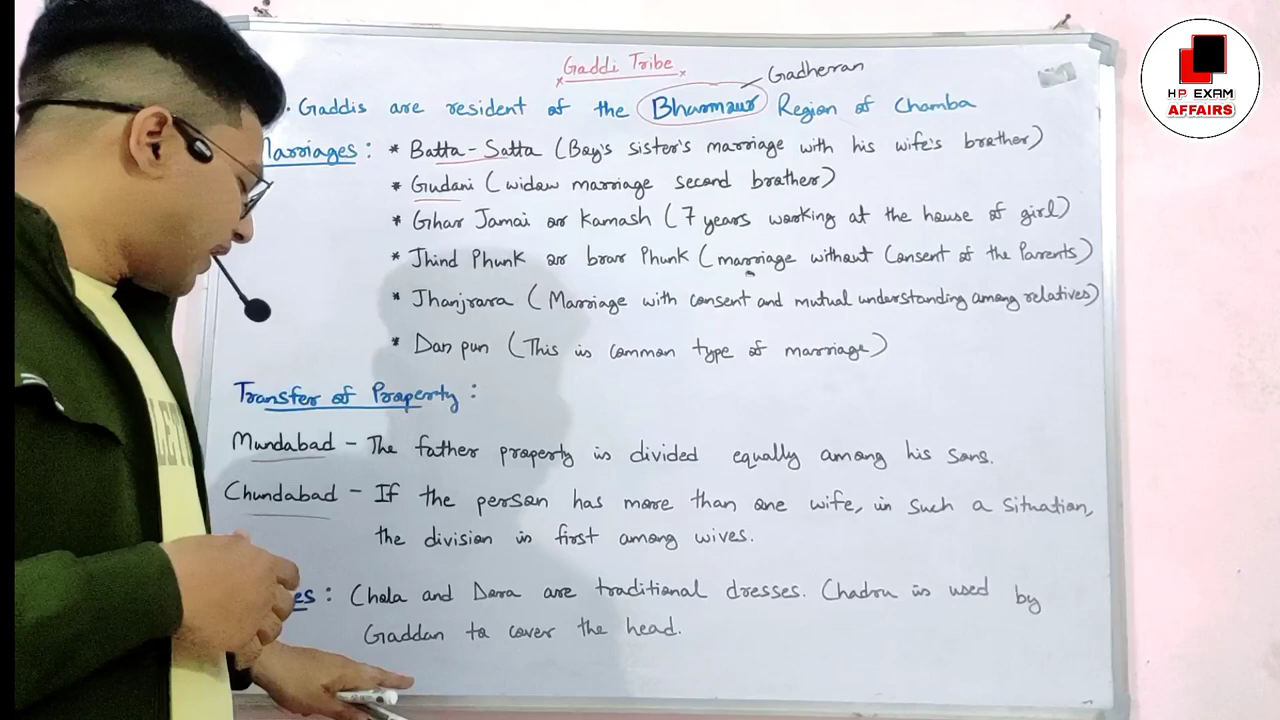 Gaddi Tribe
Gadheran
. Gaddis are resident of the Bharmaur Region of Chamba
Marriages : * Batta - Satta (Boy's sister's marriage with his wife's brother)
* Gudani (widow marriage second brother)
* Ghar Jamai or Kamash (7 years working at the house of girl)
* Jhind Phunk or brar Phunk (marriage without Consent of the Parents)
* Jhanjrara (Marriage with consent and mutual understanding among relatives)
* Dan pun (This is common type of marriage)
Transfer of Property :
Mundabad - The father property is divided equally among his sons.
Chundabad - If the person has more than one wife, in such a situation,
the division is first among wives.
es : Chola and Dora are traditional dresses. Chadru is used by
Gaddan to cover the head.
HP EXAM
AFFAIRS